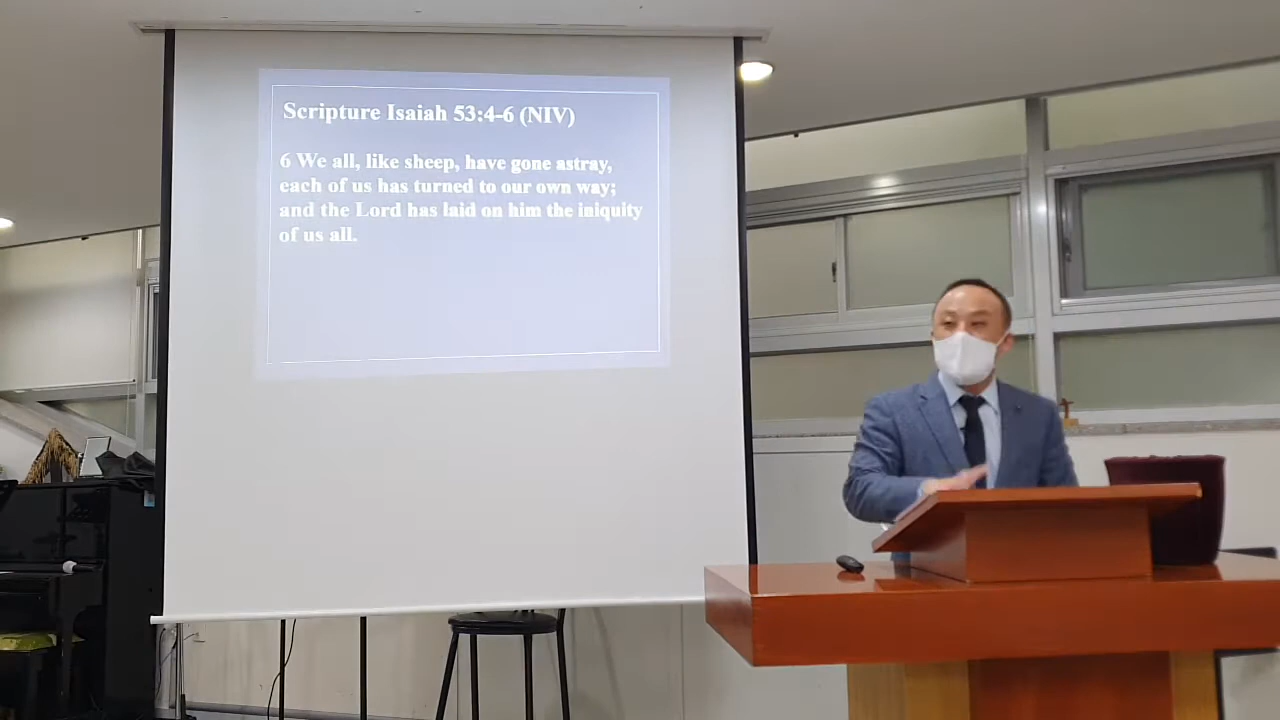 Scripture Isaiah 53:4-6 (NIV)
6 We all, like sheep, have gone astray,
each of us has turned to our own way;
and the Lord has laid on him the iniquity
of us all.